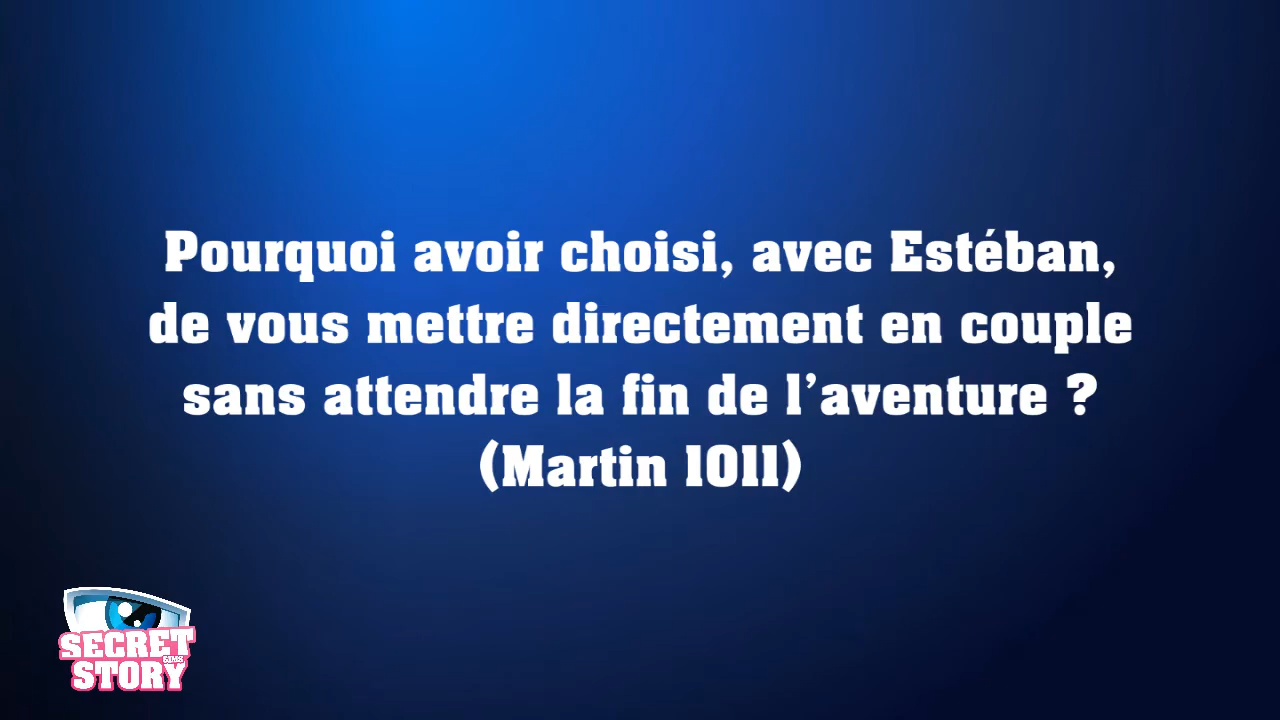 Pourquoi avoir choisi, avec Estéban,
de vous mettre directement en couple
sans attendre la fin de l'aventure ?
(Martin 1011)
SECRET
SIMS
STORY